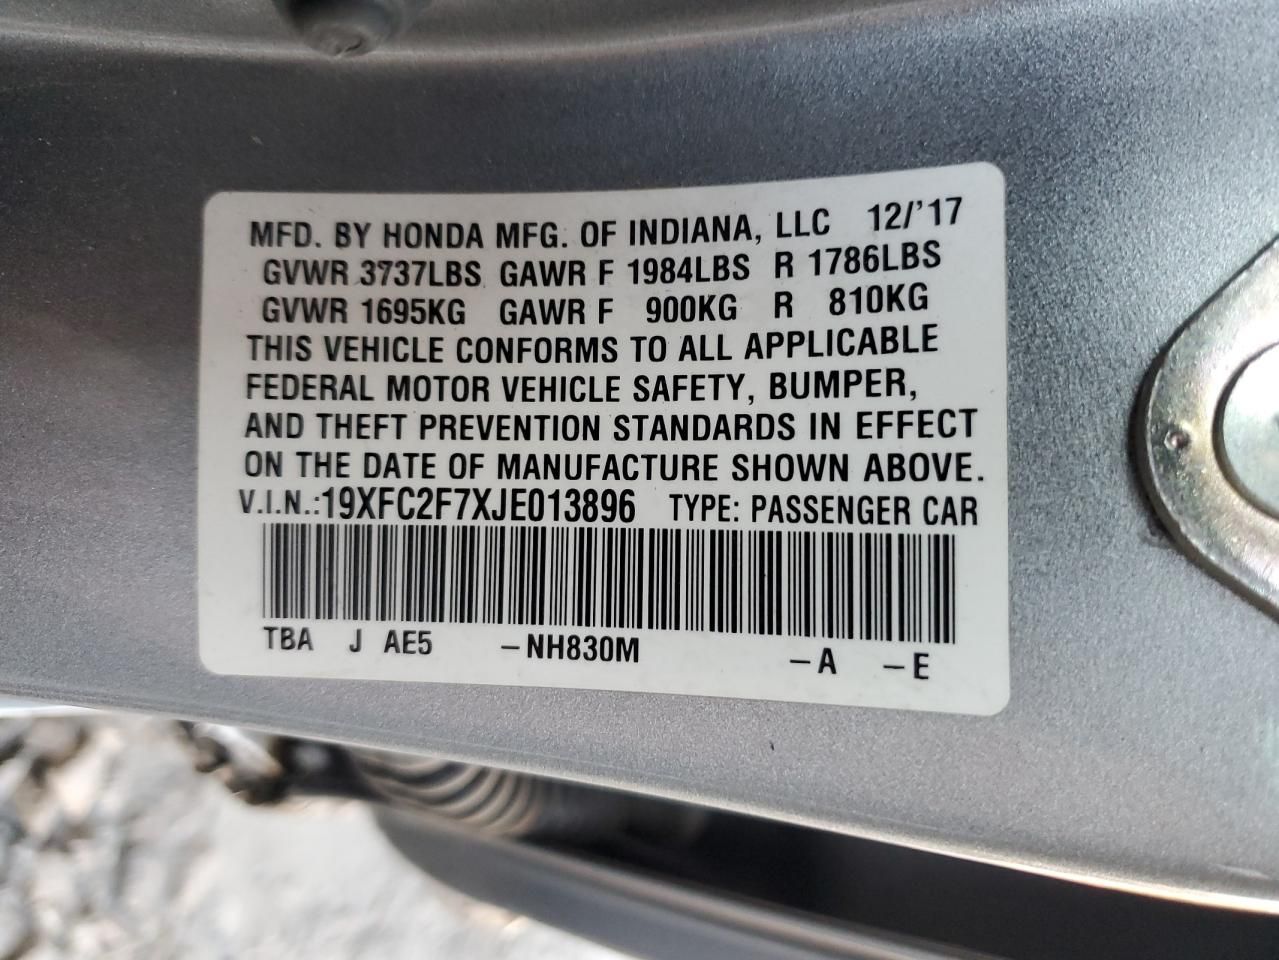 MFD. BY HONDA MFG. OF INDIANA, LLC 12/'17
GVWR 3737LBS GAWR F 1984LBS R 1786LBS
GVWR 1695KG GAWR F 900KG R 810KG
THIS VEHICLE CONFORMS TO ALL APPLICABLE
FEDERAL MOTOR VEHICLE SAFETY, BUMPER,
AND THEFT PREVENTION STANDARDS IN EFFECT
ON THE DATE OF MANUFACTURE SHOWN ABOVE.
V.I.N.:19XFC2F7XJE013896 TYPE: PASSENGER CAR
TBA J AE5 –NH830M –A –E